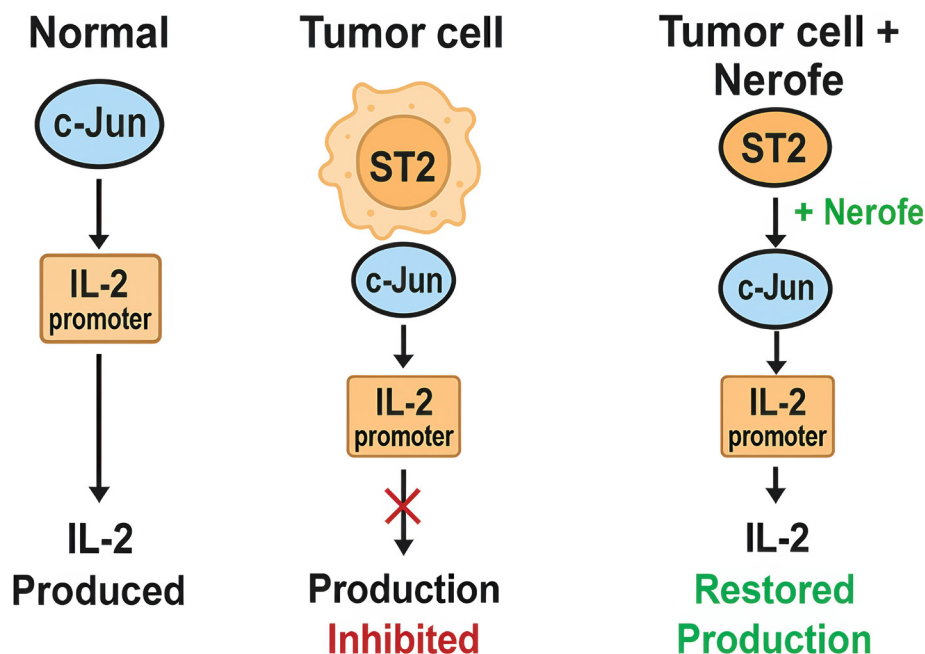 Normal
c-Jun
IL-2
promoter
IL-2
Produced
Tumor cell
ST2
c-Jun
IL-2
promoter
Production
Inhibited
Tumor cell +
Nerofe
ST2
+ Nerofe
c-Jun
IL-2
promoter
IL-2
Restored
Production